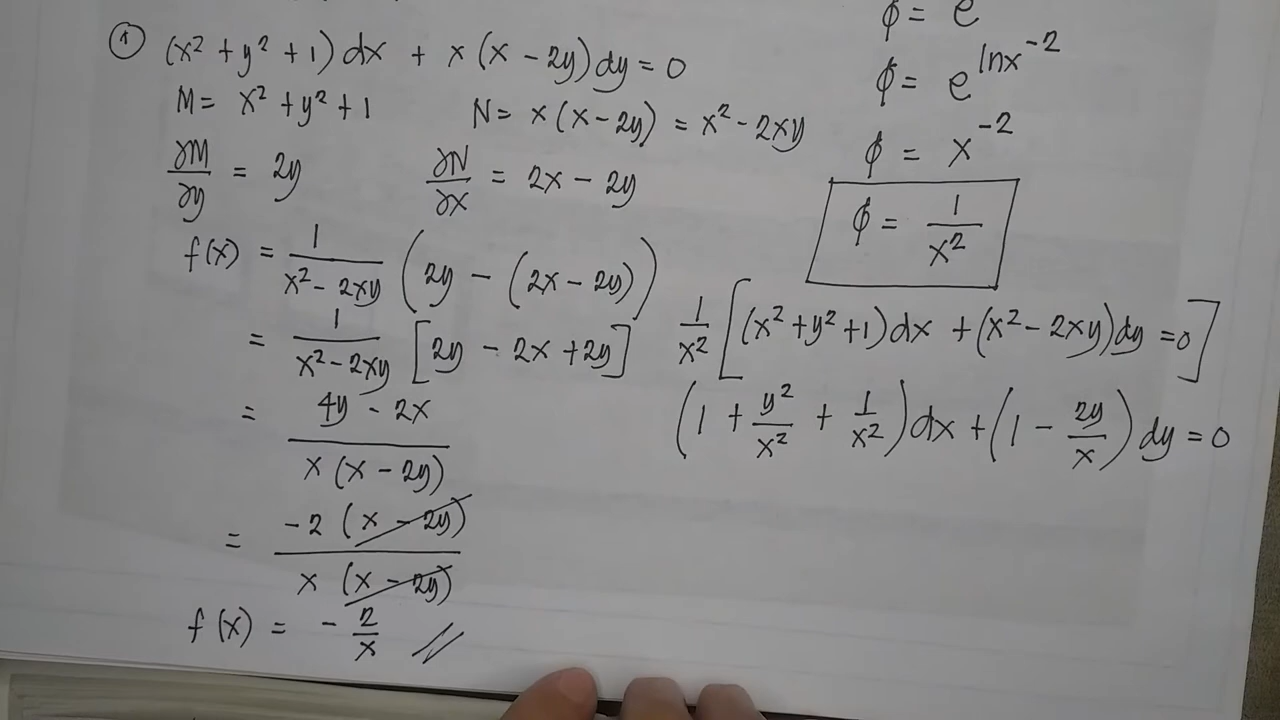 ① (x² + y² + 1) dx + x (x - 2y) dy = 0
M = x² + y² + 1    N = x (x - 2y) = x² - 2xy
∂M/∂y = 2y    ∂N/∂x = 2x - 2y
f(x) = 1/(x² - 2xy) (2y - (2x - 2y))
= 1/(x² - 2xy) [2y - 2x + 2y]
= (4y - 2x)/(x (x - 2y))
= -2 (x - 2y)/(x (x - 2y))
f(x) = - 2/x //
ϕ = e
ϕ = e^(lnx^-2)
ϕ = x^-2
ϕ = 1/x²
1/x² [(x² + y² + 1) dx + (x² - 2xy) dy = 0]
(1 + y²/x² + 1/x²) dx + (1 - 2y/x) dy = 0